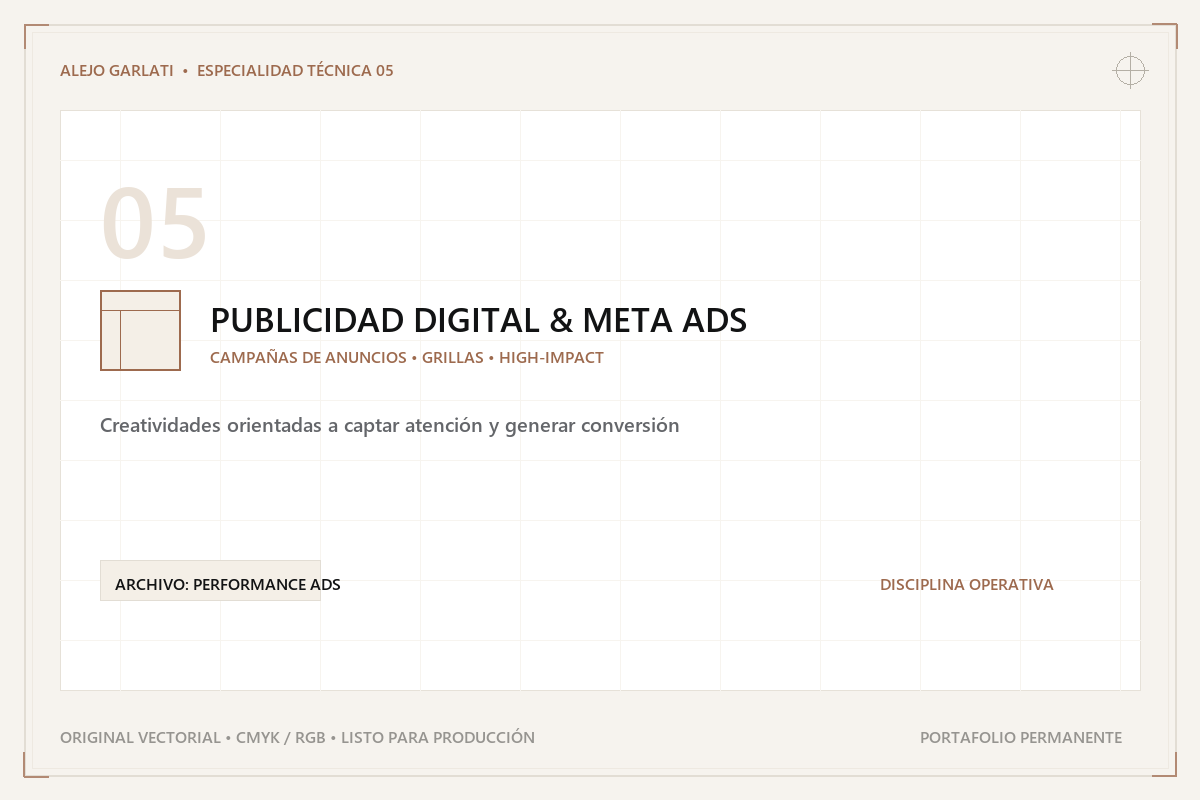 ALEJO GARLATI • ESPECIALIDAD TÉCNICA 05
05
PUBLICIDAD DIGITAL & META ADS
CAMPAÑAS DE ANUNCIOS • GRILLAS • HIGH-IMPACT
Creatividades orientadas a captar atención y generar conversión
ARCHIVO: PERFORMANCE ADS
DISCIPLINA OPERATIVA
ORIGINAL VECTORIAL • CMYK / RGB • LISTO PARA PRODUCCIÓN
PORTAFOLIO PERMANENTE